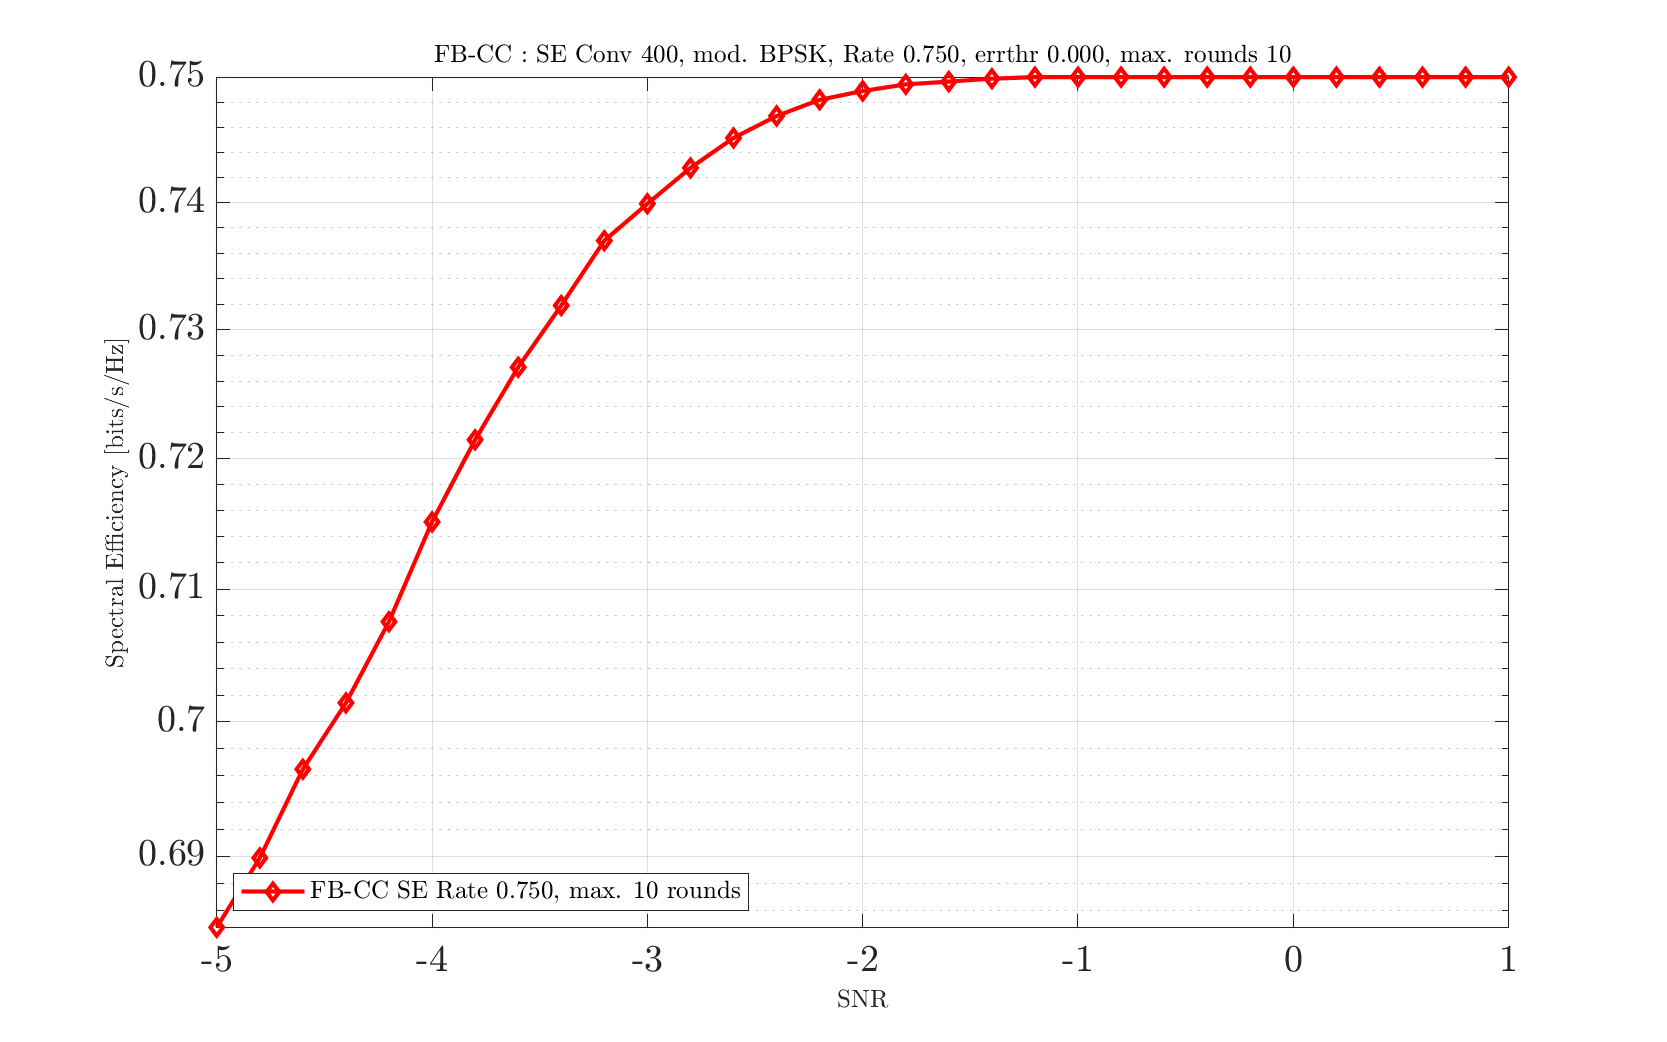 FB-CC : SE Conv 400, mod. BPSK, Rate 0.750, errthr 0.000, max. rounds 10
0.75
0.74
0.73
0.72
0.71
0.7
0.69
Spectral Efficiency [bits/s/Hz]
FB-CC SE Rate 0.750, max. 10 rounds
-5 -4 -3 -2 -1 0 1
SNR